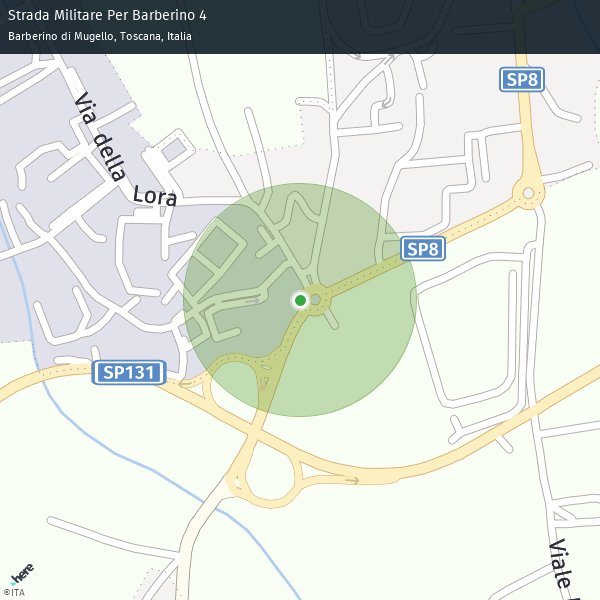 Strada Militare Per Barberino 4
Barberino di Mugello, Toscana, Italia
SP8
Via della Lora
SP8
SP131
Viale
here
©ITA